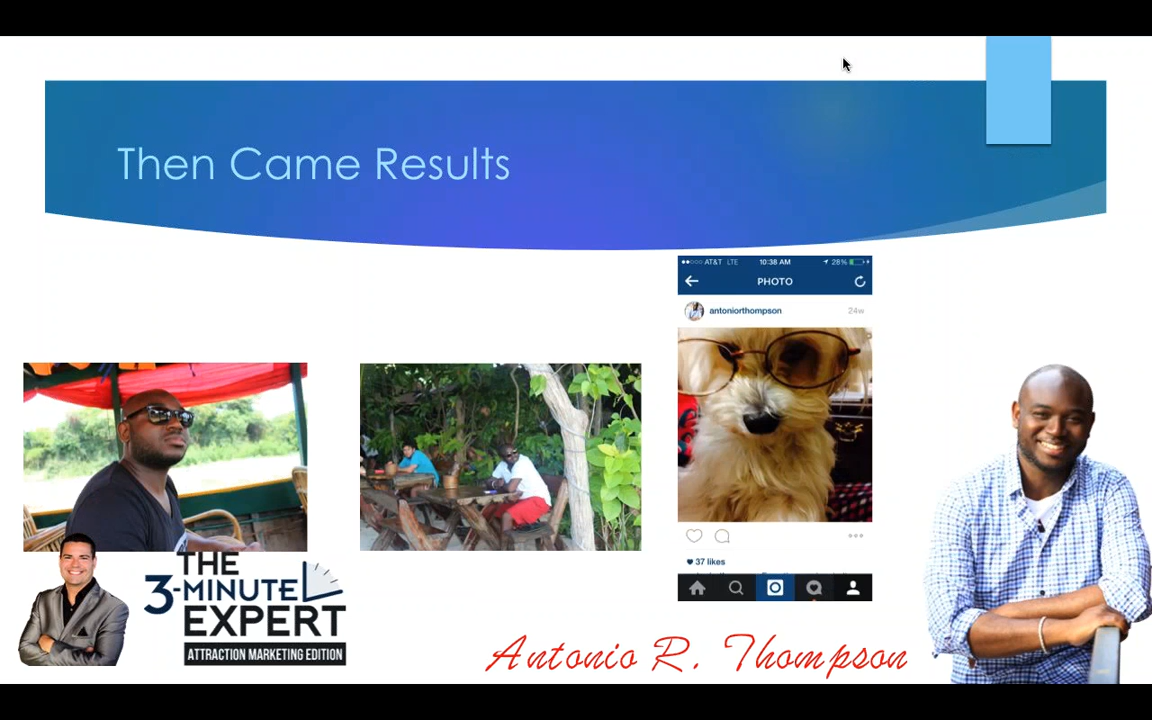 Then Came Results
AT&T LTE 10:38 AM 28%
PHOTO
antoniorthompson 24w
37 likes
THE
3-MINUTE
EXPERT
ATTRACTION MARKETING EDITION
Antonio R. Thompson